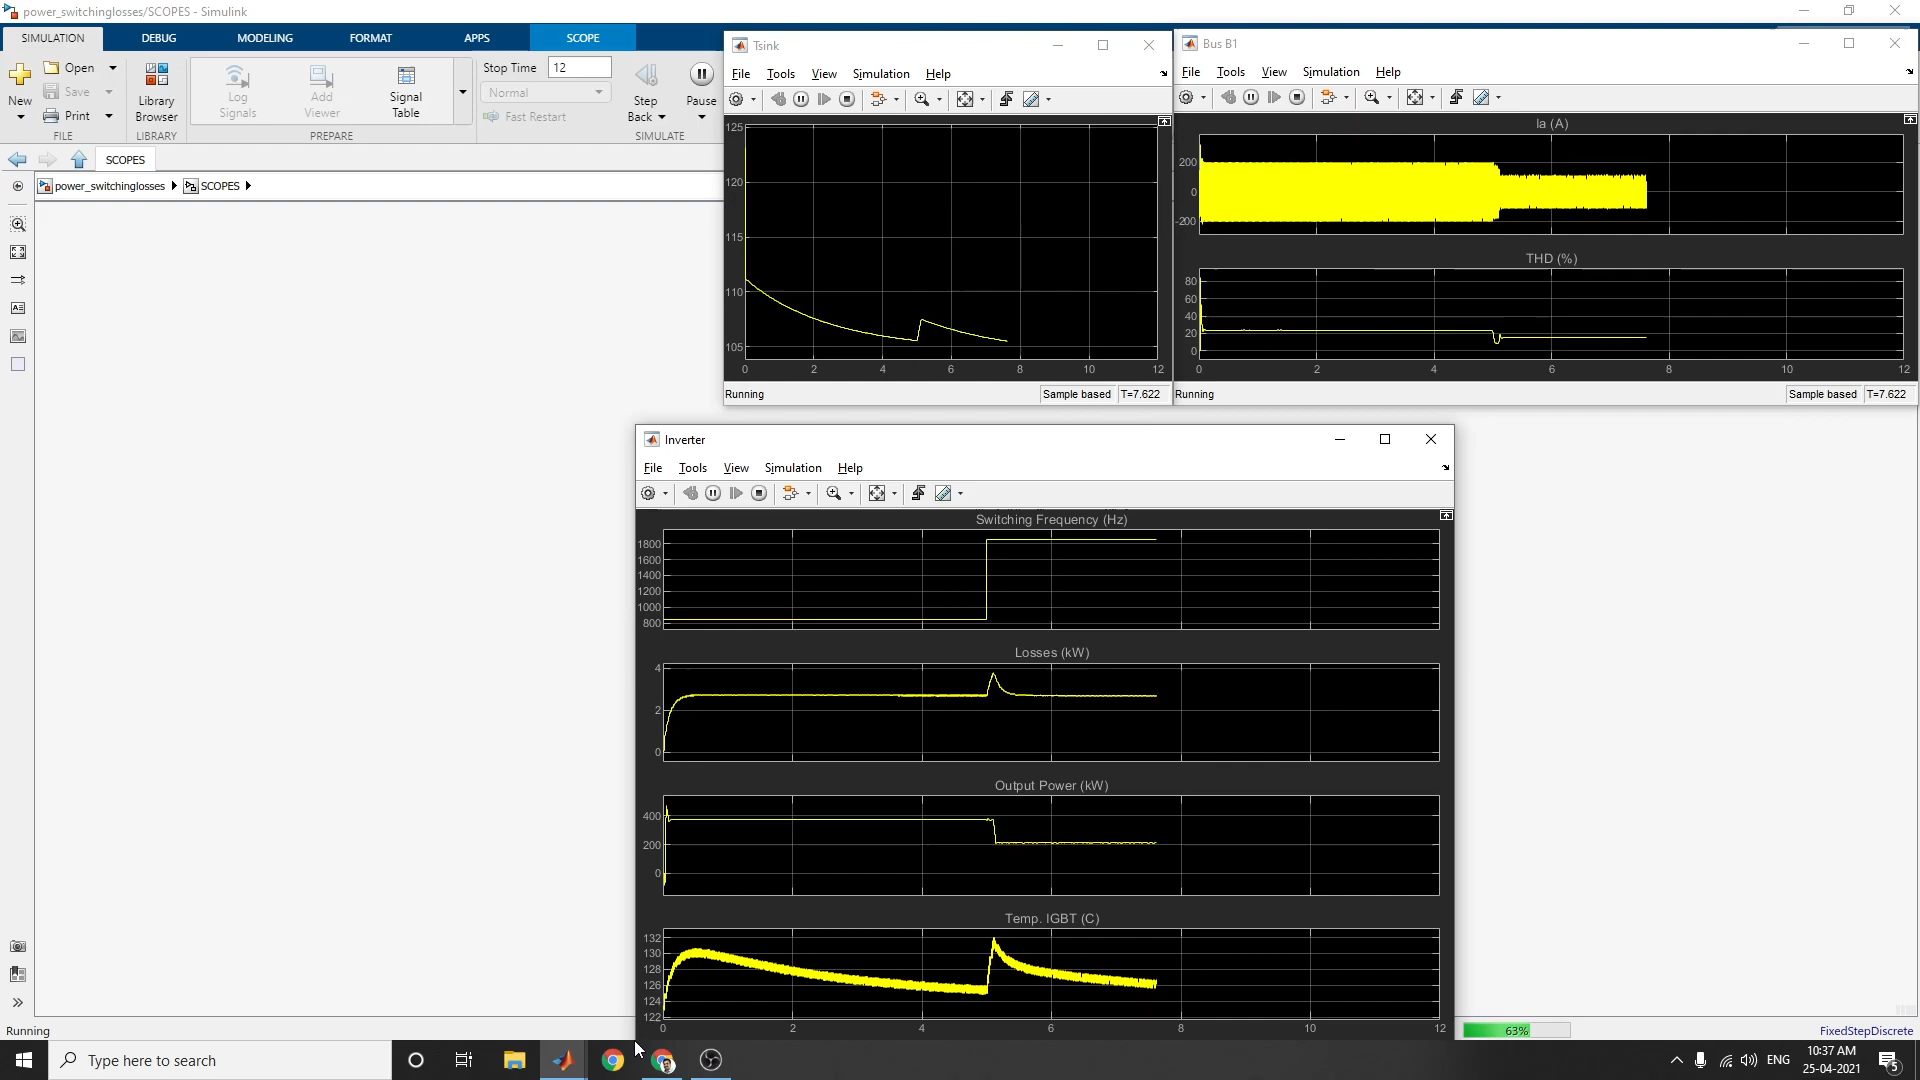 power_switchinglosses/SCOPES - Simulink
SIMULATION DEBUG MODELING FORMAT APPS SCOPE
New Open Save Print FILE
Library Browser LIBRARY
Log Signals Add Viewer Signal Table PREPARE
Stop Time 12
Normal
Fast Restart
Step Back Pause
SIMULATE
SCOPES
power_switchinglosses SCOPES
Tsink
File Tools View Simulation Help
125
120
115
110
105
0 2 4 6 8 10 12
Running Sample based T=7.622
Bus B1
File Tools View Simulation Help
Ia (A)
200
0
-200
THD (%)
80
60
40
20
0
0 2 4 6 8 10 12
Running Sample based T=7.622
Inverter
File Tools View Simulation Help
Switching Frequency (Hz)
1800
1600
1400
1200
1000
800
Losses (kW)
4
2
0
Output Power (kW)
400
200
0
Temp. IGBT (C)
132
130
128
126
124
122
0 2 4 6 8 10 12
Running 63% FixedStepDiscrete
Type here to search
ENG 10:37 AM
25-04-2021
5